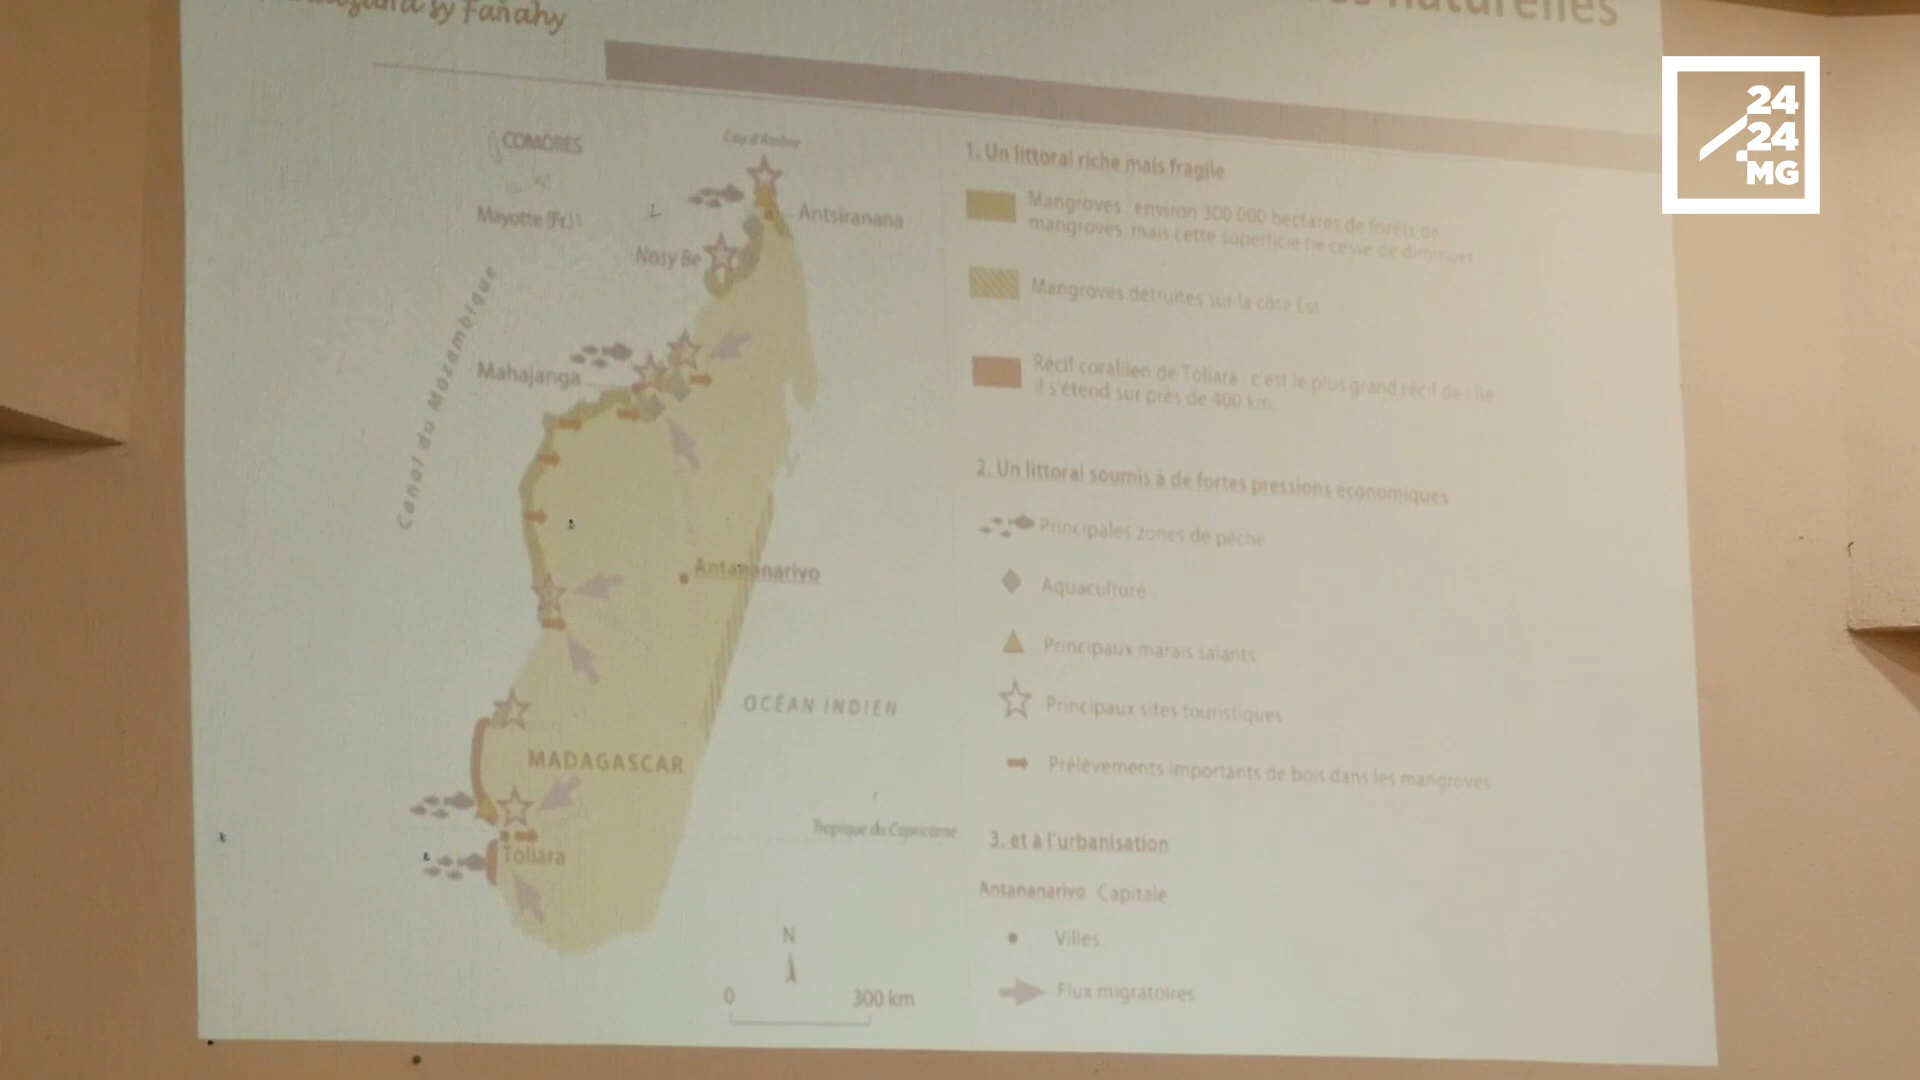 sy Fanahy
naturelles
24
24
MG
COMORES
Cap d'Ambre
Mayotte (Fr.)
Antsiranana
Nosy Be
Canal du Mozambique
Mahajanga
Antananarivo
OCÉAN INDIEN
MADAGASCAR
Tropique du Capricorne
Toliara
N
0
300 km
1. Un littoral riche mais fragile
Mangroves : environ 300 000 hectares de forêts de
mangroves, mais cette superficie ne cesse de diminuer
Mangroves détruites sur la côte Est
Récif corallien de Toliara : c'est le plus grand récif de l'île
il s'étend sur près de 400 km.
2. Un littoral soumis à de fortes pressions économiques
Principales zones de pêche
Aquaculture
Principaux marais salants
Principaux sites touristiques
Prélèvements importants de bois dans les mangroves
3. et à l'urbanisation
Antananarivo Capitale
Villes
Flux migratoires